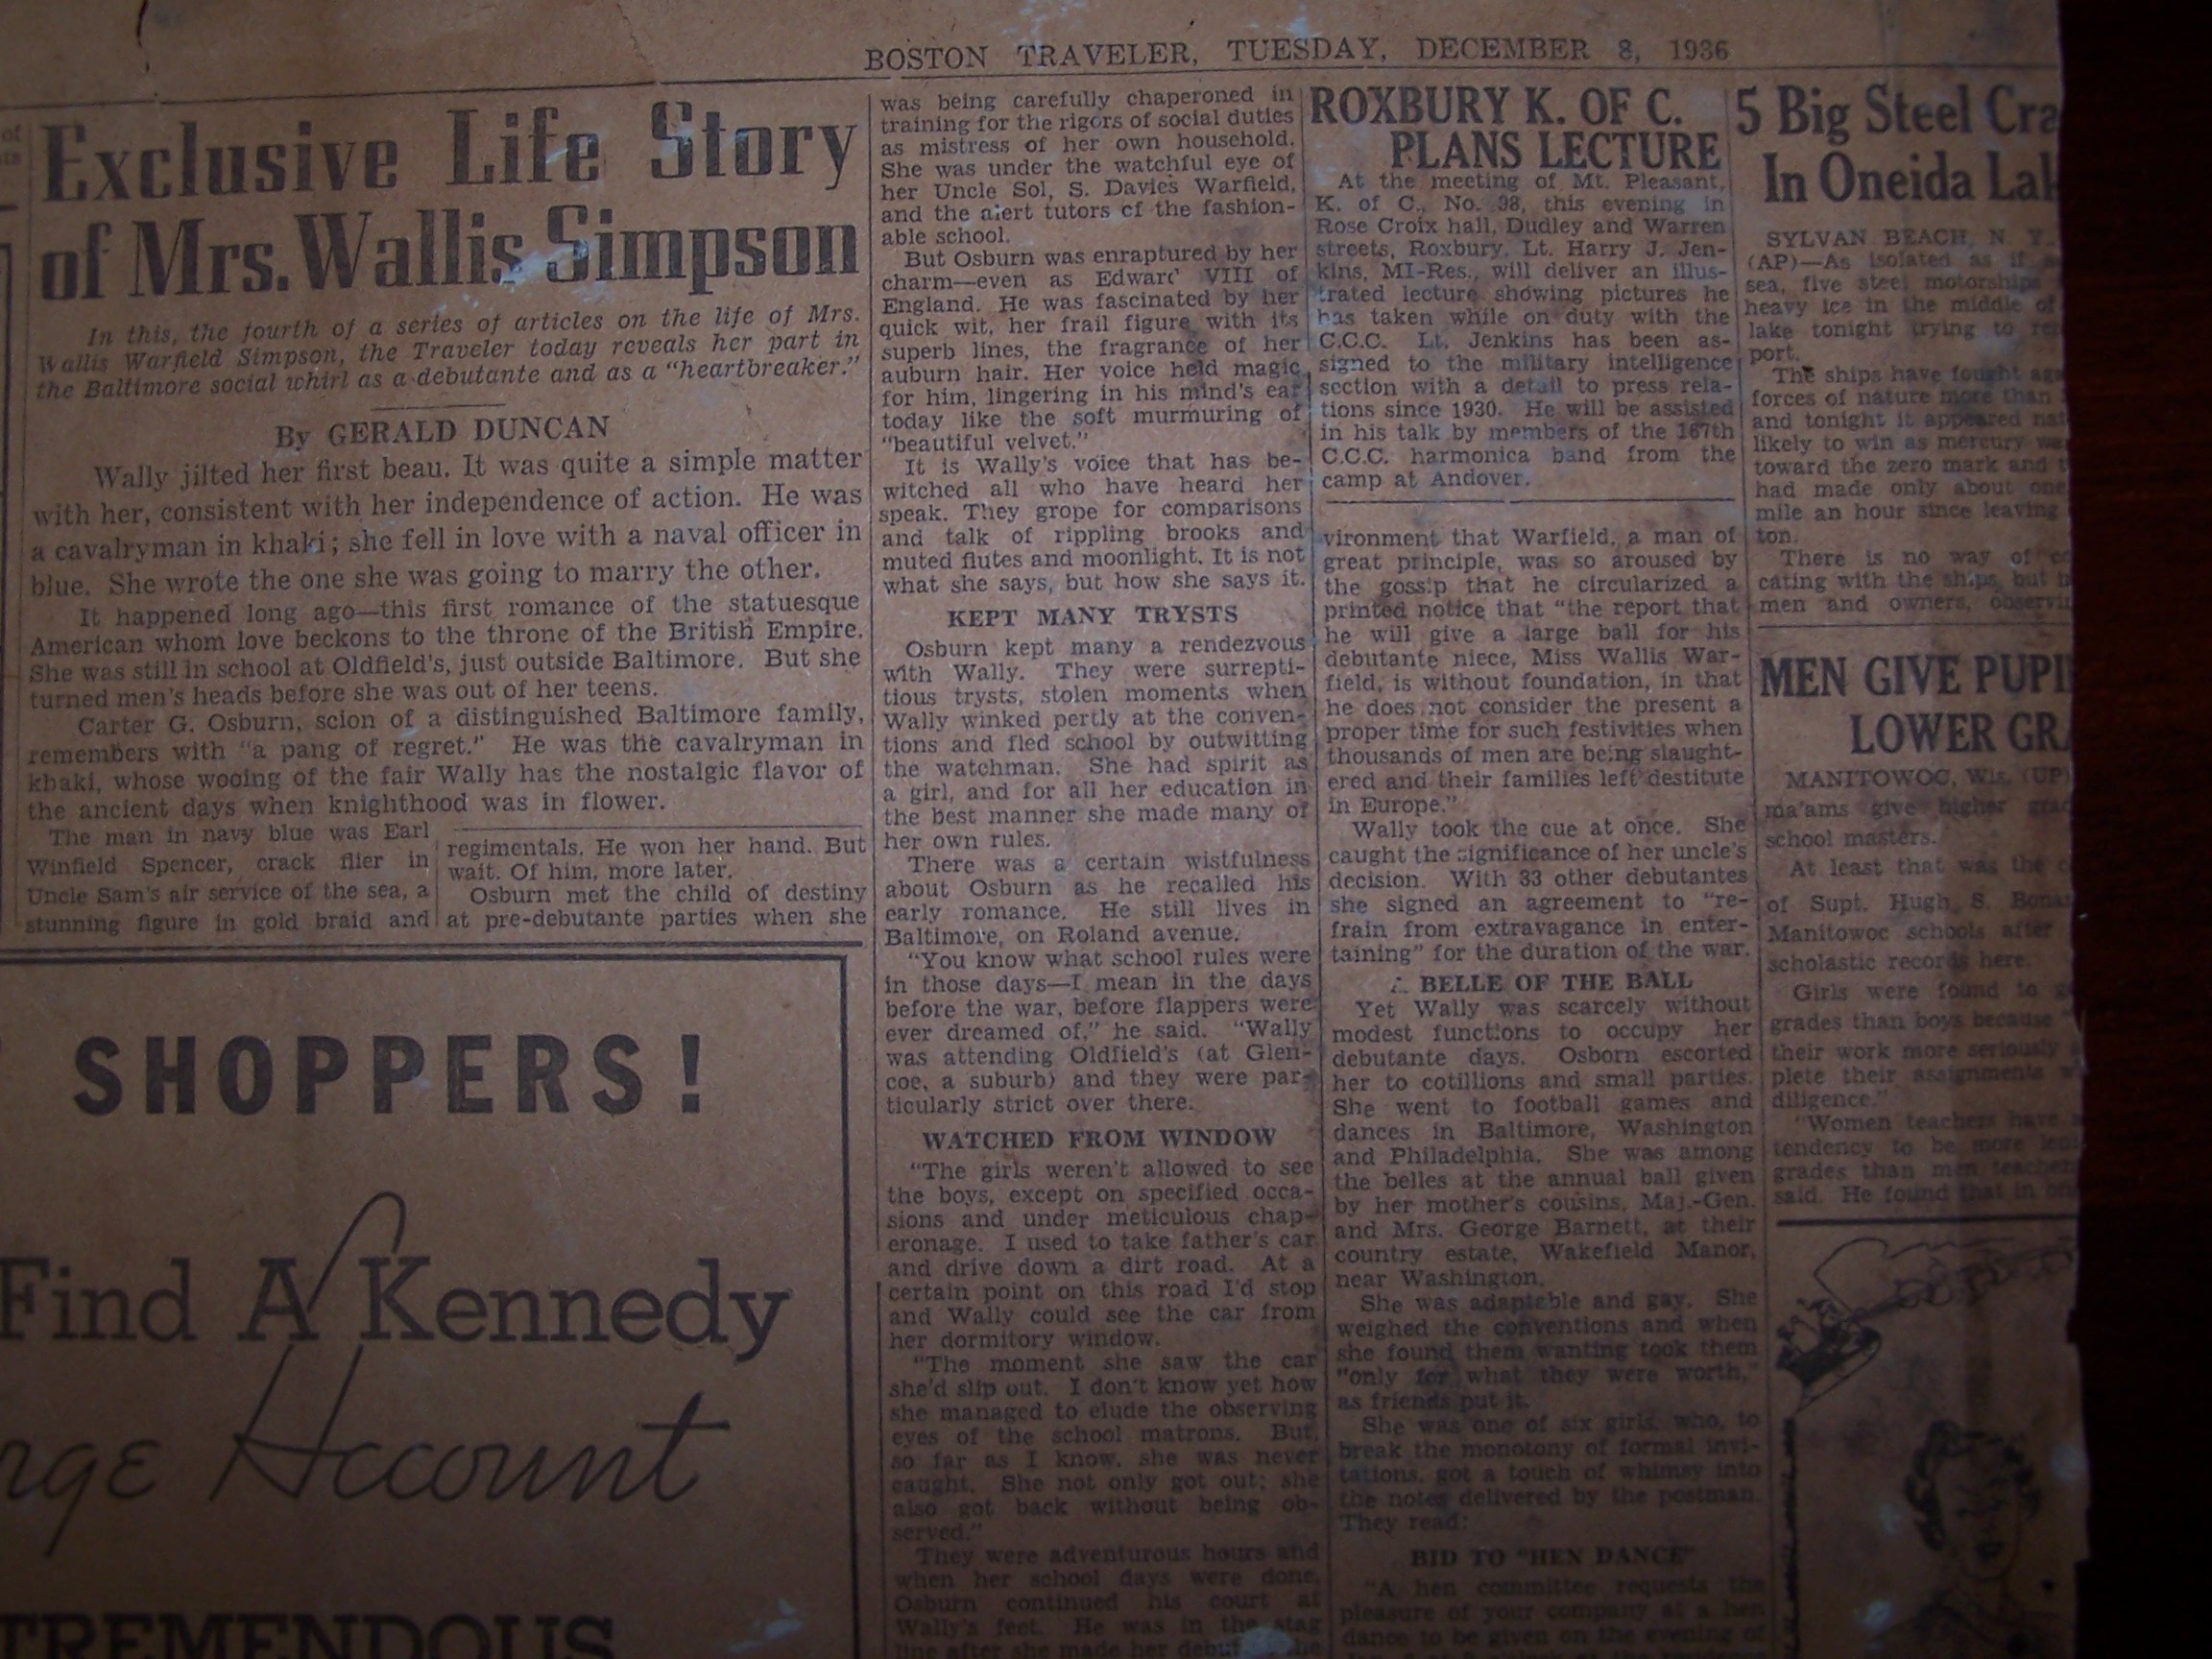 BOSTON TRAVELER, TUESDAY, DECEMBER 8, 1936
Exclusive Life Story
of Mrs. Wallis Simpson
In this, the fourth of a series of articles on the life of Mrs.
Wallis Warfield Simpson, the Traveler today reveals her part in
the Baltimore social whirl as a debutante and as a "heartbreaker."
By GERALD DUNCAN
Wally jilted her first beau. It was quite a simple matter
with her, consistent with her independence of action. He was
a cavalryman in khaki; she fell in love with a naval officer in
blue. She wrote the one she was going to marry the other.
It happened long ago—this first romance of the statuesque
American whom love beckons to the throne of the British Empire.
She was still in school at Oldfield's, just outside Baltimore. But she
turned men's heads before she was out of her teens.
Carter G. Osburn, scion of a distinguished Baltimore family,
remembers with "a pang of regret." He was the cavalryman in
khaki, whose wooing of the fair Wally has the nostalgic flavor of
the ancient days when knighthood was in flower.
The man in navy blue was Earl
Winfield Spencer, crack flier in
Uncle Sam's air service of the sea, a
stunning figure in gold braid and
regimentals. He won her hand. But
wait. Of him, more later.
Osburn met the child of destiny
at pre-debutante parties when she
was being carefully chaperoned in
training for the rigors of social duties
as mistress of her own household.
She was under the watchful eye of
her Uncle Sol, S. Davies Warfield,
and the alert tutors of the fashion-
able school.
But Osburn was enraptured by her
charm—even as Edward VIII of
England. He was fascinated by her
quick wit, her frail figure with its
superb lines, the fragrance of her
auburn hair. Her voice held magic
for him, lingering in his mind's ear
today like the soft murmuring of
"beautiful velvet."
It is Wally's voice that has be-
witched all who have heard her
speak. They grope for comparisons
and talk of rippling brooks and
muted flutes and moonlight. It is not
what she says, but how she says it.
KEPT MANY TRYSTS
Osburn kept many a rendezvous
with Wally. They were surrepti-
tious trysts, stolen moments when
Wally winked pertly at the conven-
tions and fled school by outwitting
the watchman. She had spirit as
a girl, and for all her education in
the best manner she made many of
her own rules.
There was a certain wistfulness
about Osburn as he recalled his
early romance. He still lives in
Baltimore, on Roland avenue.
"You know what school rules were
in those days—I mean in the days
before the war, before flappers were
ever dreamed of," he said. "Wally
was attending Oldfield's (at Glen-
coe, a suburb) and they were par-
ticularly strict over there.
WATCHED FROM WINDOW
"The girls weren't allowed to see
the boys, except on specified occa-
sions and under meticulous chap-
eronage. I used to take father's car
and drive down a dirt road. At a
certain point on this road I'd stop
and Wally could see the car from
her dormitory window.
"The moment she saw the car
she'd slip out. I don't know yet how
she managed to elude the observing
eyes of the school matrons. But,
so far as I know, she was never
caught. She not only got out; she
also got back without being ob-
served."
They were adventurous hours and
when her school days were done,
Osburn continued his court at
Wally's feet. He was in the stag
line after she made her debut
ROXBURY K. OF C.
PLANS LECTURE
At the meeting of Mt. Pleasant,
K. of C., No. 98, this evening in
Rose Croix hall, Dudley and Warren
streets, Roxbury, Lt. Harry J. Jen-
kins, MI-Res., will deliver an illus-
trated lecture showing pictures he
has taken while on duty with the
C.C.C. Lt. Jenkins has been as-
signed to the military intelligence
section with a detail to press rela-
tions since 1930. He will be assisted
in his talk by members of the 167th
C.C.C. harmonica band from the
camp at Andover.
vironment that Warfield, a man of
great principle, was so aroused by
the gossip that he circularized a
printed notice that "the report that
he will give a large ball for his
debutante niece, Miss Wallis War-
field, is without foundation, in that
he does not consider the present a
proper time for such festivities when
thousands of men are being slaught-
ered and their families left destitute
in Europe."
Wally took the cue at once. She
caught the significance of her uncle's
decision. With 33 other debutantes
she signed an agreement to "re-
frain from extravagance in enter-
taining" for the duration of the war.
BELLE OF THE BALL
Yet Wally was scarcely without
modest functions to occupy her
debutante days. Osborn escorted
her to cotillions and small parties.
She went to football games and
dances in Baltimore, Washington
and Philadelphia. She was among
the belles at the annual ball given
by her mother's cousins, Maj.-Gen.
and Mrs. George Barnett, at their
country estate, Wakefield Manor,
near Washington.
She was adaptable and gay. She
weighed the conventions and when
she found them wanting took them
"only for what they were worth,"
as friends put it.
She was one of six girls, who, to
break the monotony of formal invi-
tations, got a touch of whimsy into
the notes delivered by the postman.
They read:
BID TO "HEN DANCE"
"A hen committee requests the
pleasure of your company at a hen
dance to be given on the evening of
5 Big Steel Cra
In Oneida Lak
SYLVAN BEACH, N. Y.
(AP)—As isolated as if
sea, five steel motorships
heavy ice in the middle of
lake tonight trying to
port.
The ships have fought
forces of nature more than
and tonight it appeared
likely to win as mercury
toward the zero mark and
had made only about one
mile an hour since leaving
ton.
There is no way of
cating with the ships, but
men and owners,
MEN GIVE PUPI
LOWER GRA
MANITOWOC, Wis. (UP)
ma'ams give higher
school masters.
At least that was the
of Supt. Hugh S.
Manitowoc schools after
scholastic records here.
Girls were found to
grades than boys because
their work more seriously
plete their assignments
diligence."
"Women teachers have
tendency to be more
grades than men
said. He found that in
SHOPPERS!
Find A Kennedy
rge Account
TREMENDOUS